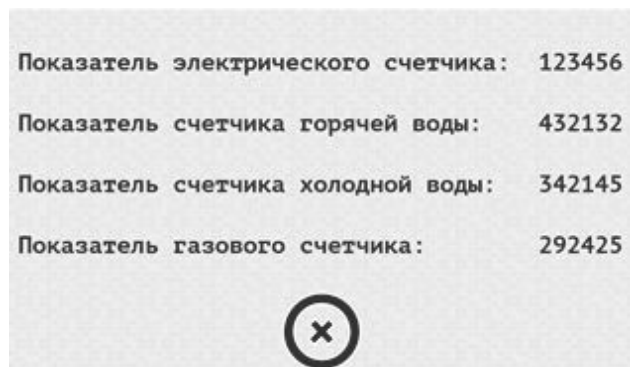 Показатель электрического счетчика: 123456
Показатель счетчика горячей воды: 432132
Показатель счетчика холодной воды: 342145
Показатель газового счетчика: 292425